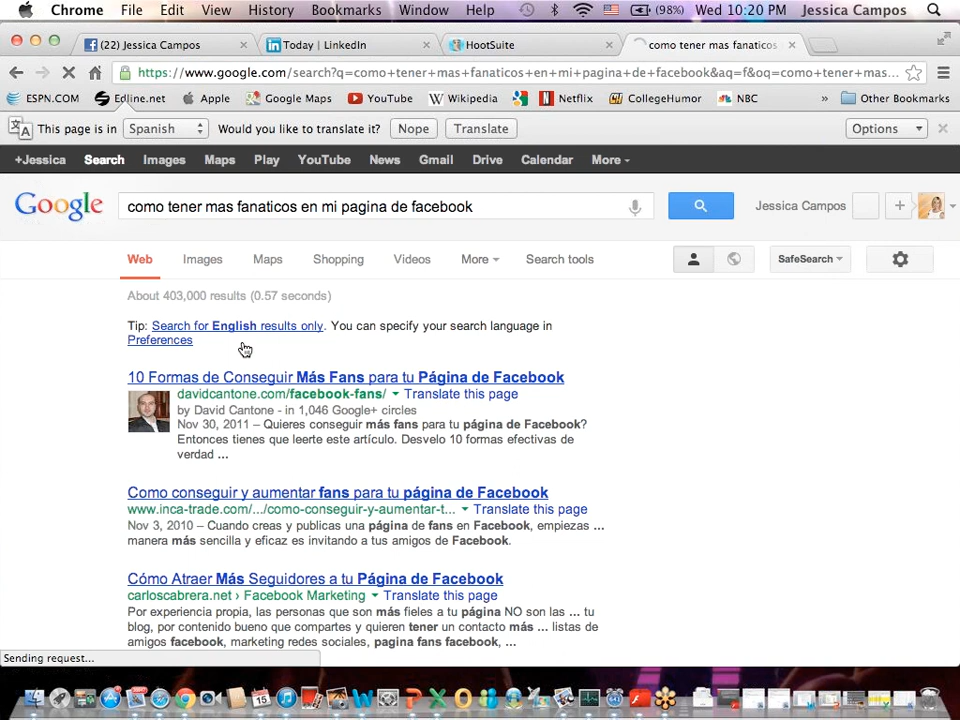 Chrome File Edit View History Bookmarks Window Help (98%) Wed 10:20 PM Jessica Campos
(22) Jessica Campos × Today | LinkedIn × HootSuite × como tener mas fanaticos ×
https://www.google.com/search?q=como+tener+mas+fanaticos+en+mi+pagina+de+facebook&aq=f&oq=como+tener+mas...
ESPN.COM Edline.net Apple Google Maps YouTube Wikipedia Netflix CollegeHumor NBC » Other Bookmarks
This page is in Spanish Would you like to translate it? Nope Translate Options ×
+Jessica Search Images Maps Play YouTube News Gmail Drive Calendar More
Google como tener mas fanaticos en mi pagina de facebook Jessica Campos +
Web Images Maps Shopping Videos More Search tools SafeSearch
About 403,000 results (0.57 seconds)
Tip: Search for English results only. You can specify your search language in
Preferences
10 Formas de Conseguir Más Fans para tu Página de Facebook
davidcantone.com/facebook-fans/ Translate this page
by David Cantone - in 1,046 Google+ circles
Nov 30, 2011 – Quieres conseguir más fans para tu página de Facebook?
Entonces tienes que leerte este artículo. Desvelo 10 formas efectivas de
verdad ...
Como conseguir y aumentar fans para tu página de Facebook
www.inca-trade.com/.../como-conseguir-y-aumentar-t... Translate this page
Nov 3, 2010 – Cuando creas y publicas una página de fans en Facebook, empiezas ...
manera más sencilla y eficaz es invitando a tus amigos de Facebook.
Cómo Atraer Más Seguidores a tu Página de Facebook
carloscabrera.net › Facebook Marketing Translate this page
Por experiencia propia, las personas que son más fieles a tu página NO son las ... tu
blog, por contenido bueno que compartes y quieren tener un contacto más ... listas de
amigos facebook, marketing redes sociales, pagina fans facebook, ...
Sending request...